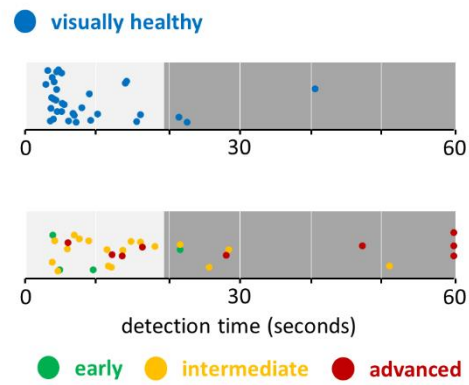 visually healthy
0 30 60
0 30 60
detection time (seconds)
early intermediate advanced